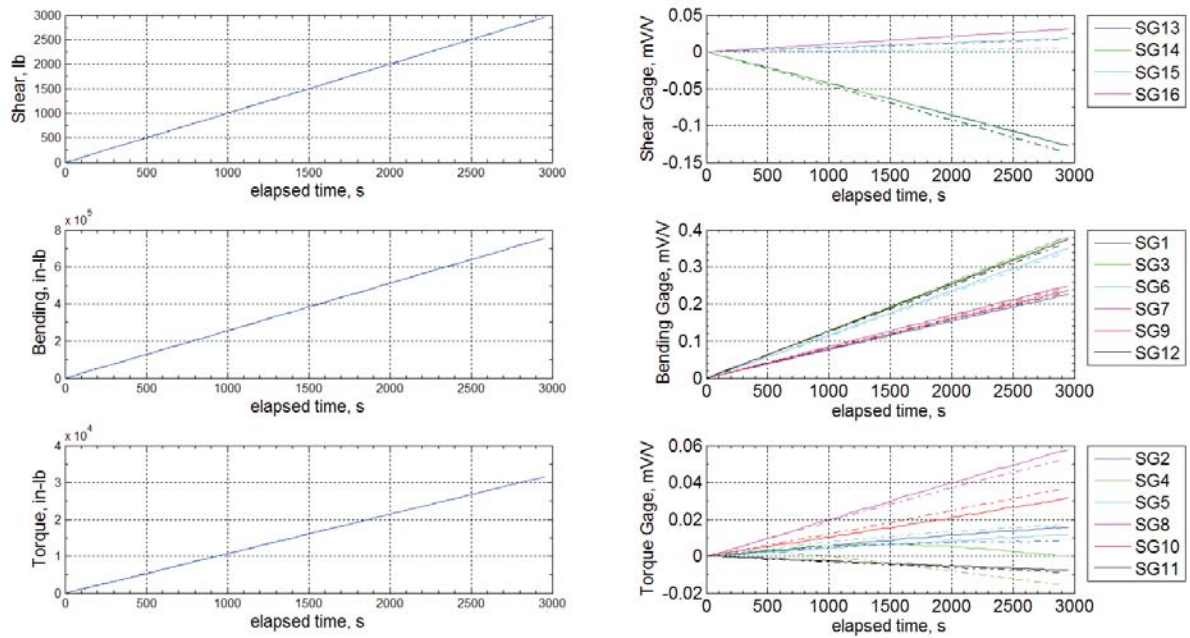 3000
2500
2000
1500
1000
500
0
Shear, lb
0 500 1000 1500 2000 2500 3000
elapsed time, s
0.05
0
-0.05
-0.1
-0.15
Shear Gage, mV/V
0 500 1000 1500 2000 2500 3000
elapsed time, s
SG13
SG14
SG15
SG16
x 10⁵
8
6
4
2
0
Bending, in-lb
0 500 1000 1500 2000 2500 3000
elapsed time, s
0.4
0.3
0.2
0.1
0
Bending Gage, mV/V
0 500 1000 1500 2000 2500 3000
elapsed time, s
SG1
SG3
SG6
SG7
SG9
SG12
x 10⁴
4
3
2
1
0
Torque, in-lb
0 500 1000 1500 2000 2500 3000
elapsed time, s
0.06
0.04
0.02
0
-0.02
Torque Gage, mV/V
0 500 1000 1500 2000 2500 3000
elapsed time, s
SG2
SG4
SG5
SG8
SG10
SG11